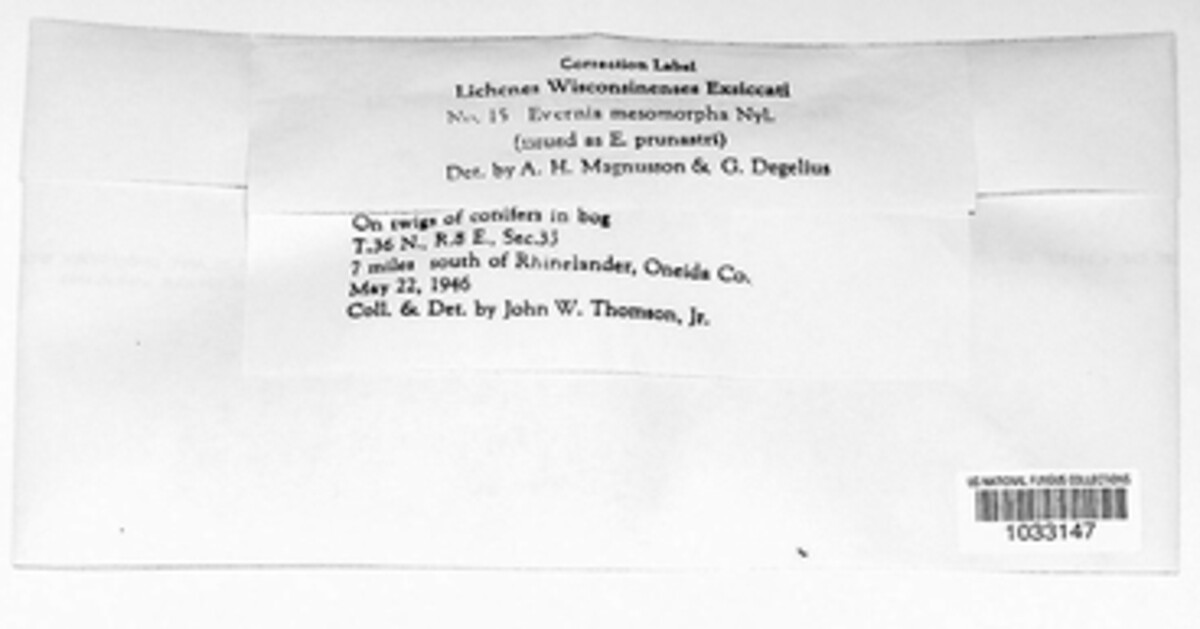 Correction Label
Lichenes Wisconsinenses Exsiccati
No. 15 Evernia mesomorpha Nyl.
(issued as E. prunastri)
Det. by A. H. Magnusson & G. Degelius
On twigs of conifers in bog
T.36 N., R.8 E., Sec.35
7 miles south of Rhinelander, Oneida Co.
May 22, 1946
Coll. & Det. by John W. Thomson, Jr.
US NATIONAL FUNGUS COLLECTIONS
1033147